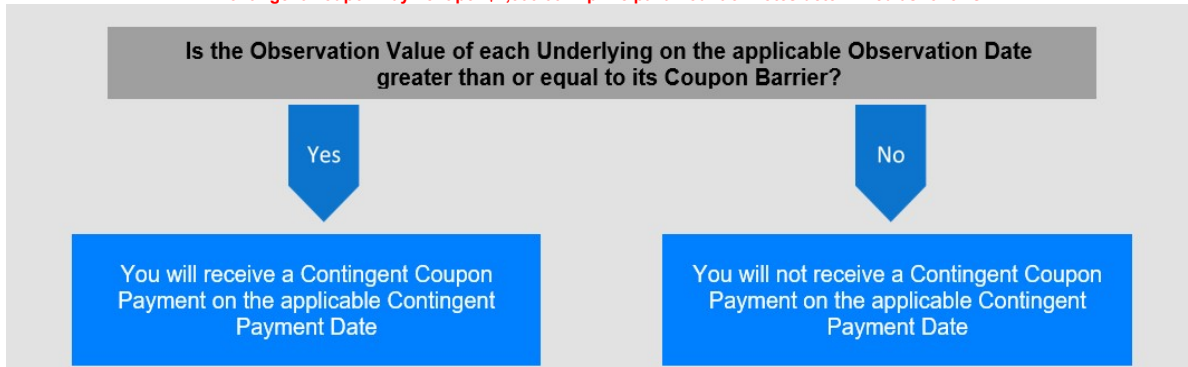 Is the Observation Value of each Underlying on the applicable Observation Date
greater than or equal to its Coupon Barrier?
Yes
No
You will receive a Contingent Coupon
Payment on the applicable Contingent
Payment Date
You will not receive a Contingent Coupon
Payment on the applicable Contingent
Payment Date